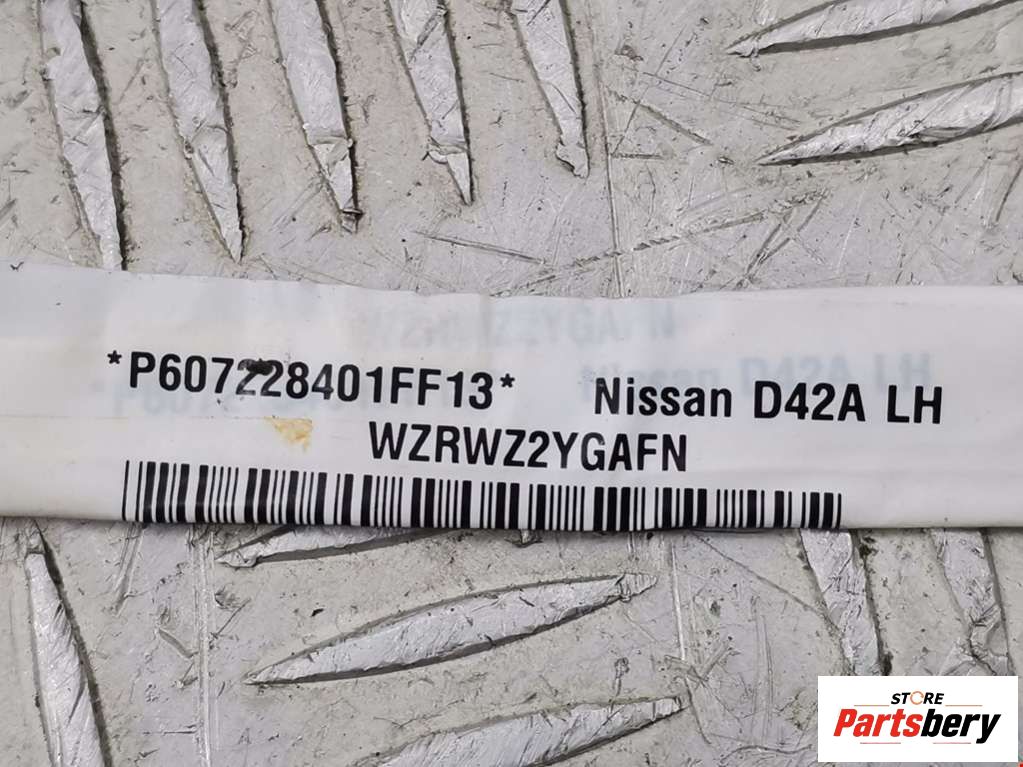 *P607228401FF13* Nissan D42A LH
WZRWZ2YGAFN
STORE
Partsbery